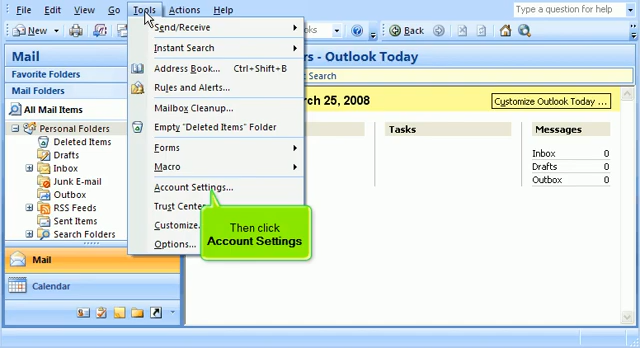 File Edit View Go Tools Actions Help
Type a question for help
New
Back
Send/Receive
Instant Search
Address Book... Ctrl+Shift+B
Rules and Alerts...
Mailbox Cleanup...
Empty "Deleted Items" Folder
Forms
Macro
Account Settings...
Trust Center
Customize.
Options...
Then click
Account Settings
Mail
Favorite Folders
Mail Folders
All Mail Items
Personal Folders
Deleted Items
Drafts
Inbox
Junk E-mail
Outbox
RSS Feeds
Sent Items
Search Folders
Mail
Calendar
rs - Outlook Today
Search
rch 25, 2008
Customize Outlook Today ...
Tasks
Messages
Inbox 0
Drafts 0
Outbox 0